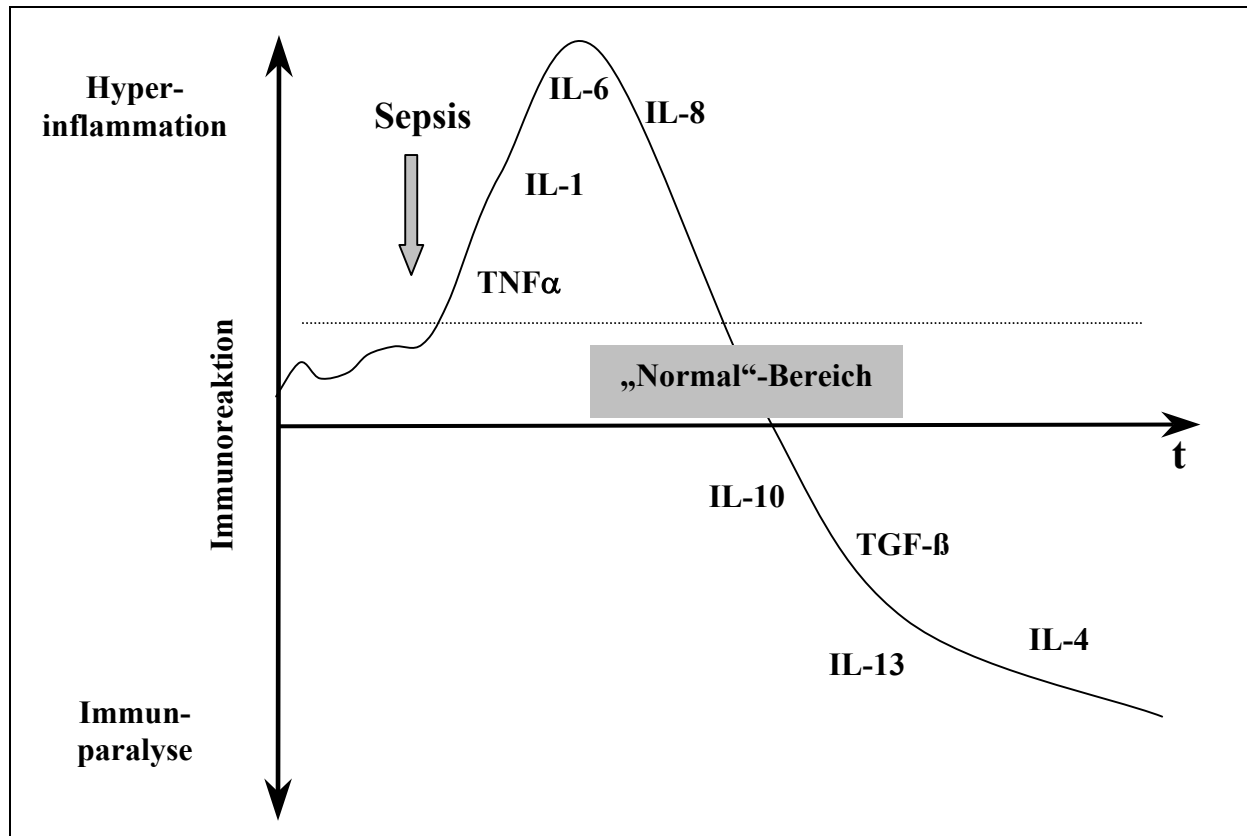 Hyper-
inflammation
Sepsis
IL-6
IL-8
IL-1
TNFα
Immunoreaktion
„Normal“-Bereich
t
IL-10
TGF-ß
IL-13
IL-4
Immun-
paralyse